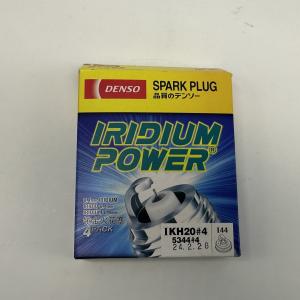 DENSO
SPARK PLUG
品質のデンソー
IRIDIUM
POWER®
4 PACK
IKH20#4
5344#4
24.2.28
144